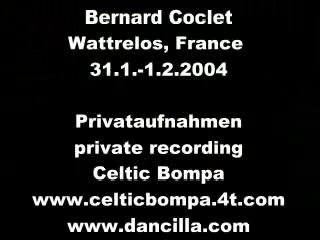 Bernard Coclet
Wattrelos, France
31.1.-1.2.2004
Privataufnahmen
private recording
Celtic Bompa
www.celticbompa.4t.com
www.dancilla.com